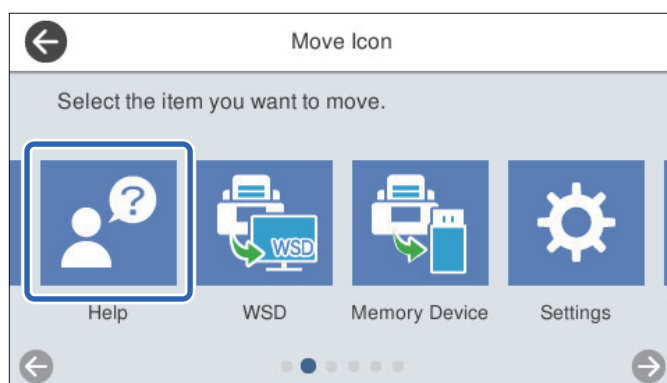 Move Icon
Select the item you want to move.
?
WSD
Help
WSD
Memory Device
Settings